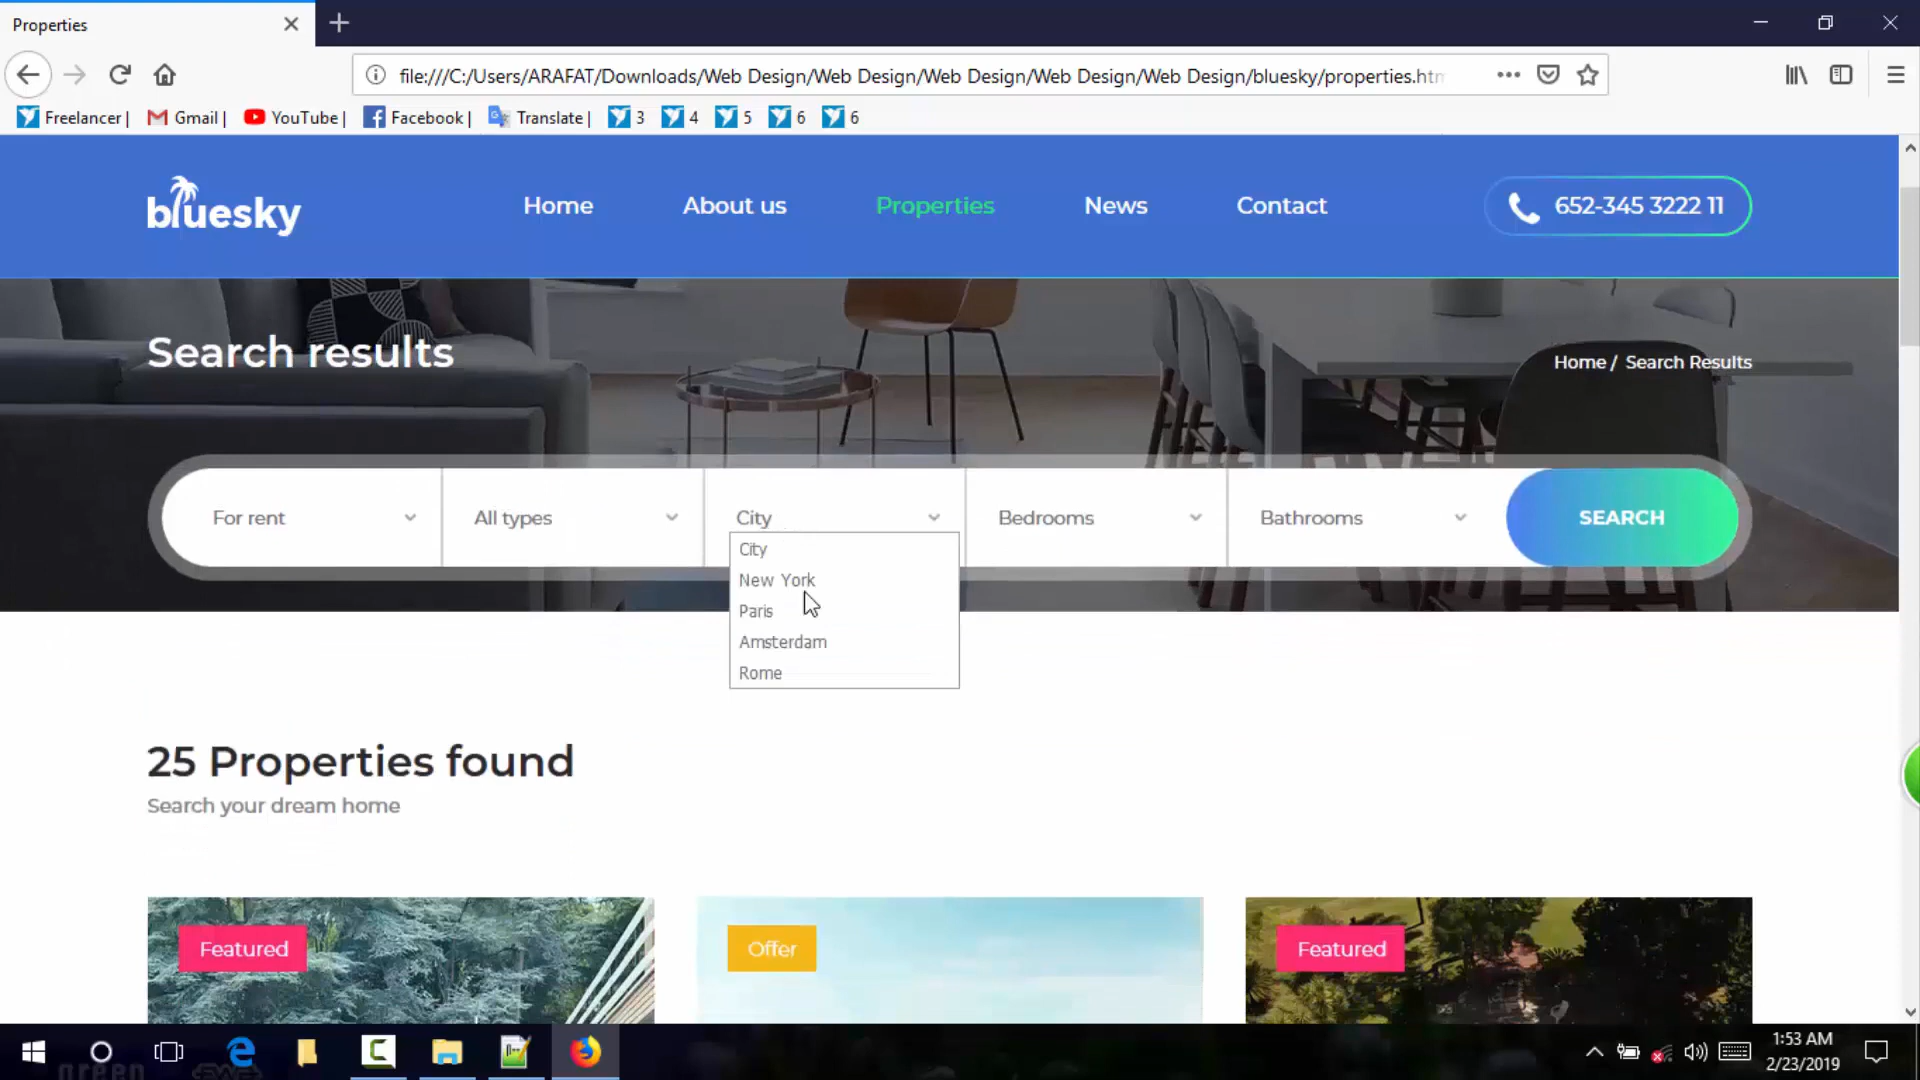 Properties
file:///C:/Users/ARAFAT/Downloads/Web Design/Web Design/Web Design/Web Design/Web Design/bluesky/properties.htm
Freelancer | Gmail | YouTube | Facebook | Translate | 3 4 5 6 6
bluesky Home About us Properties News Contact 652-345 3222 11
Search results
Home / Search Results
For rent All types City Bedrooms Bathrooms SEARCH
City
New York
Paris
Amsterdam
Rome
25 Properties found
Search your dream home
Featured Offer Featured
1:53 AM
2/23/2019